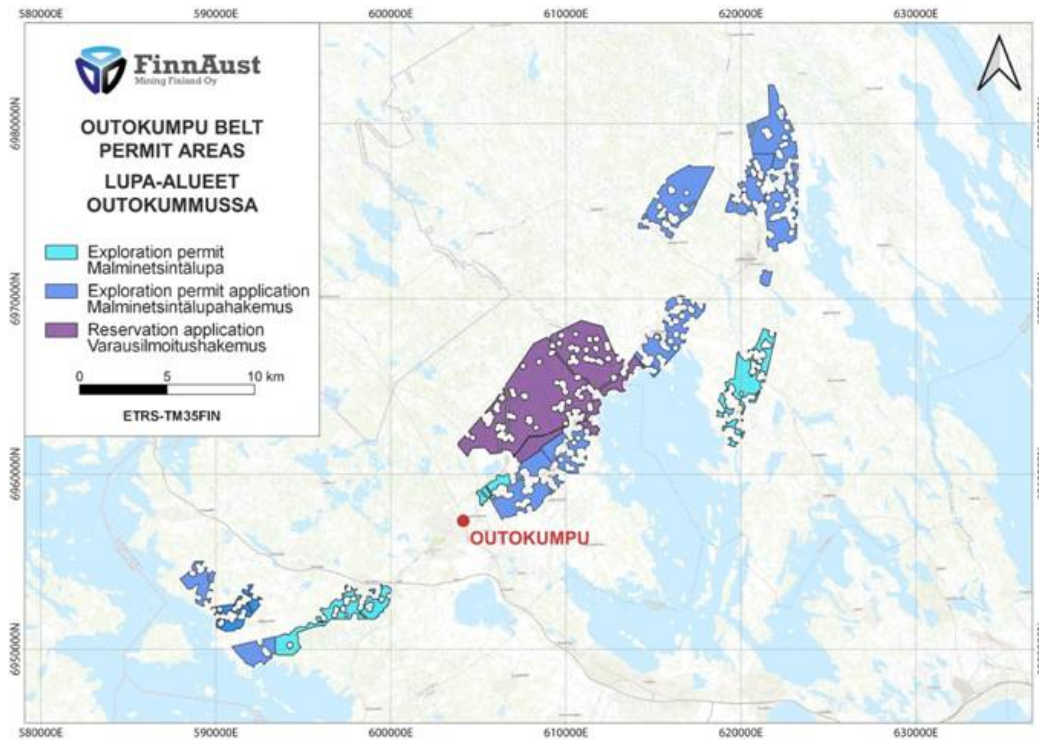 580000E 590000E 600000E 610000E 620000E 630000E
FinnAust
Mining Finland Oy
OUTOKUMPU BELT
PERMIT AREAS
LUPA-ALUEET
OUTOKUMMUSSA
Exploration permit
Malminetsintälupa
Exploration permit application
Malminetsintälupahakemus
Reservation application
Varausilmoitushakemus
0 5 10 km
ETRS-TM35FIN
6980000N
6970000N
6960000N
6950000N
OUTOKUMPU
580000E 590000E 600000E 610000E 620000E 630000E